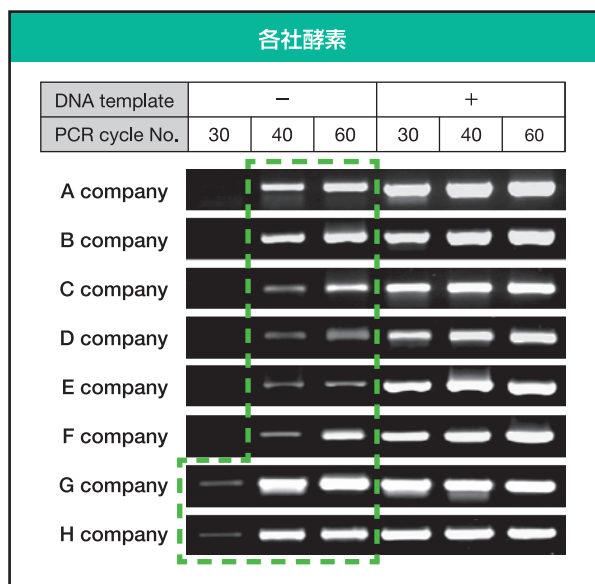 各社酵素
DNA template − +
PCR cycle No. 30 40 60 30 40 60
A company
B company
C company
D company
E company
F company
G company
H company